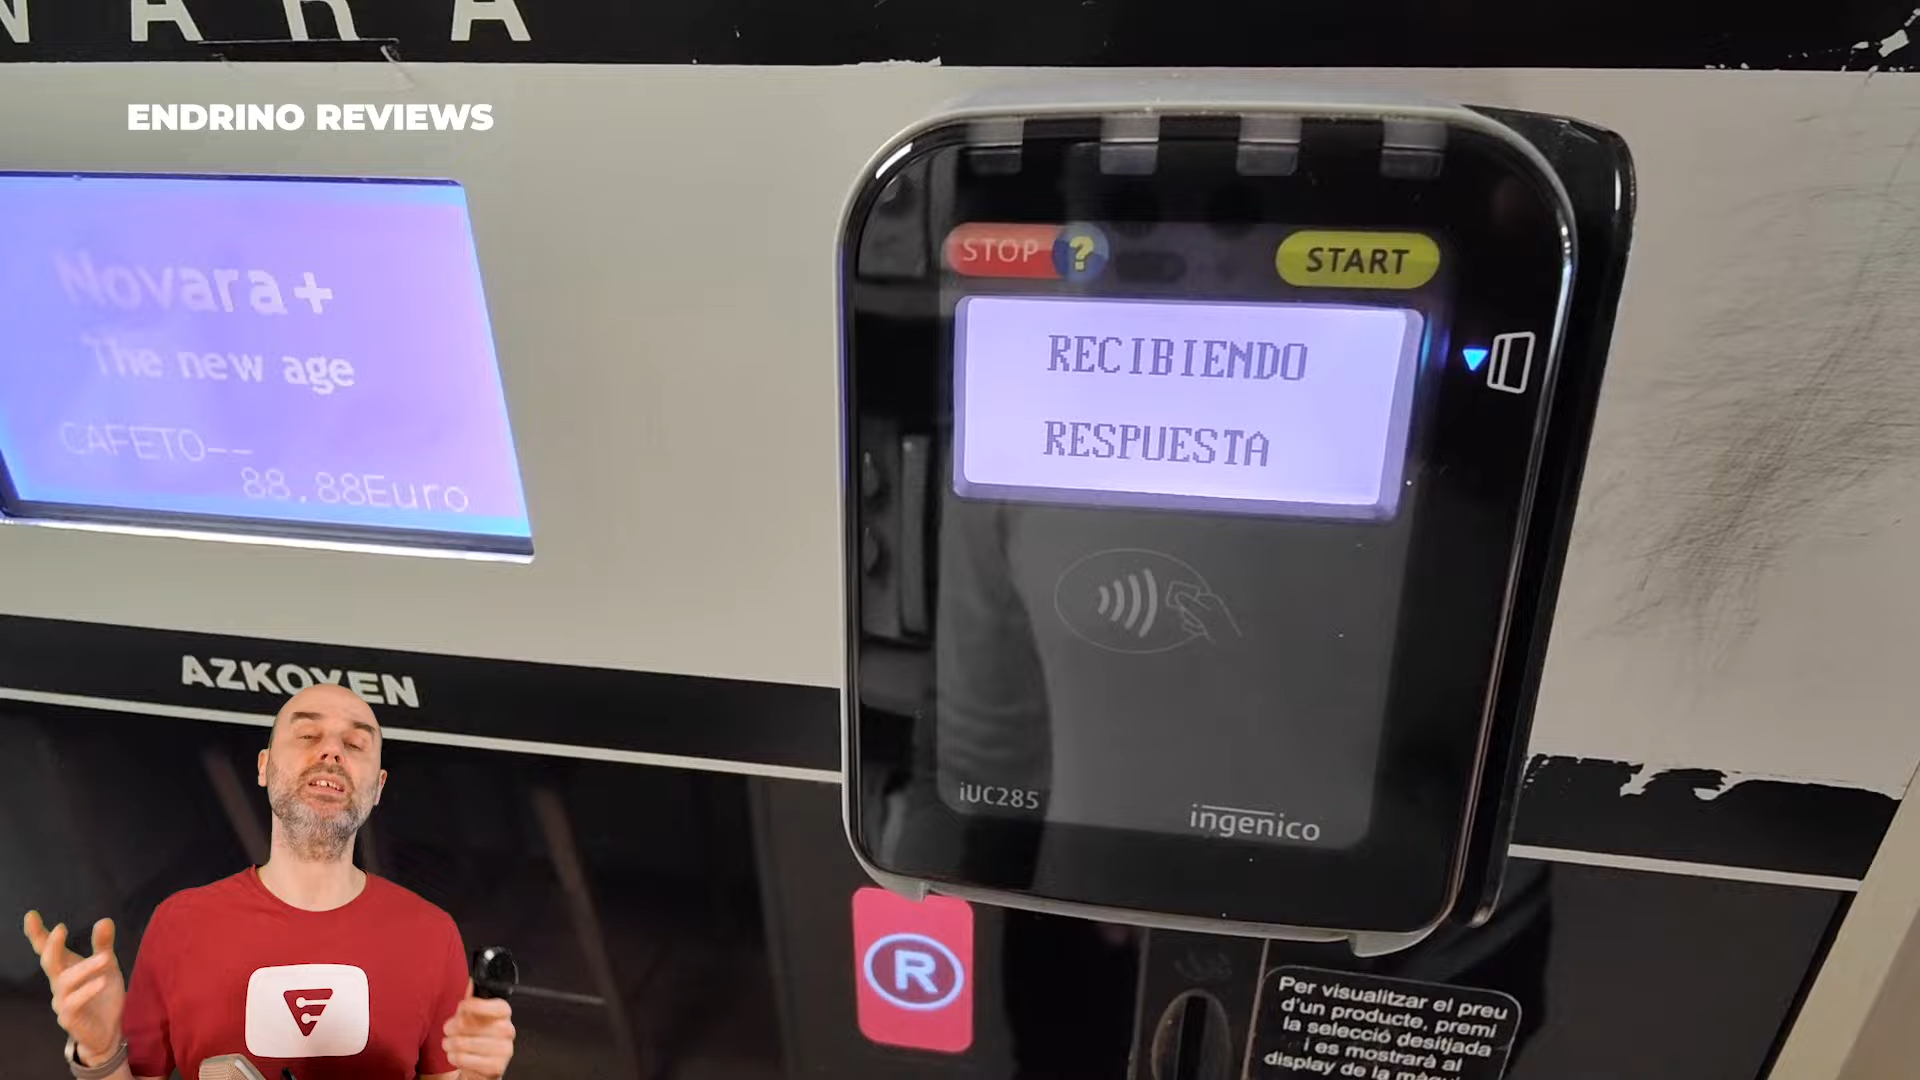 NARA
ENDRINO REVIEWS
Novara+
The new age
CAFETO--
88.88Euro
AZKOYEN
STOP ?
START
RECIBIENDO
RESPUESTA
iUC285
ingenico
R
Per visualitzar el preu
d'un producte, premi
la selecció desitjada
i es mostrarà al
display de la